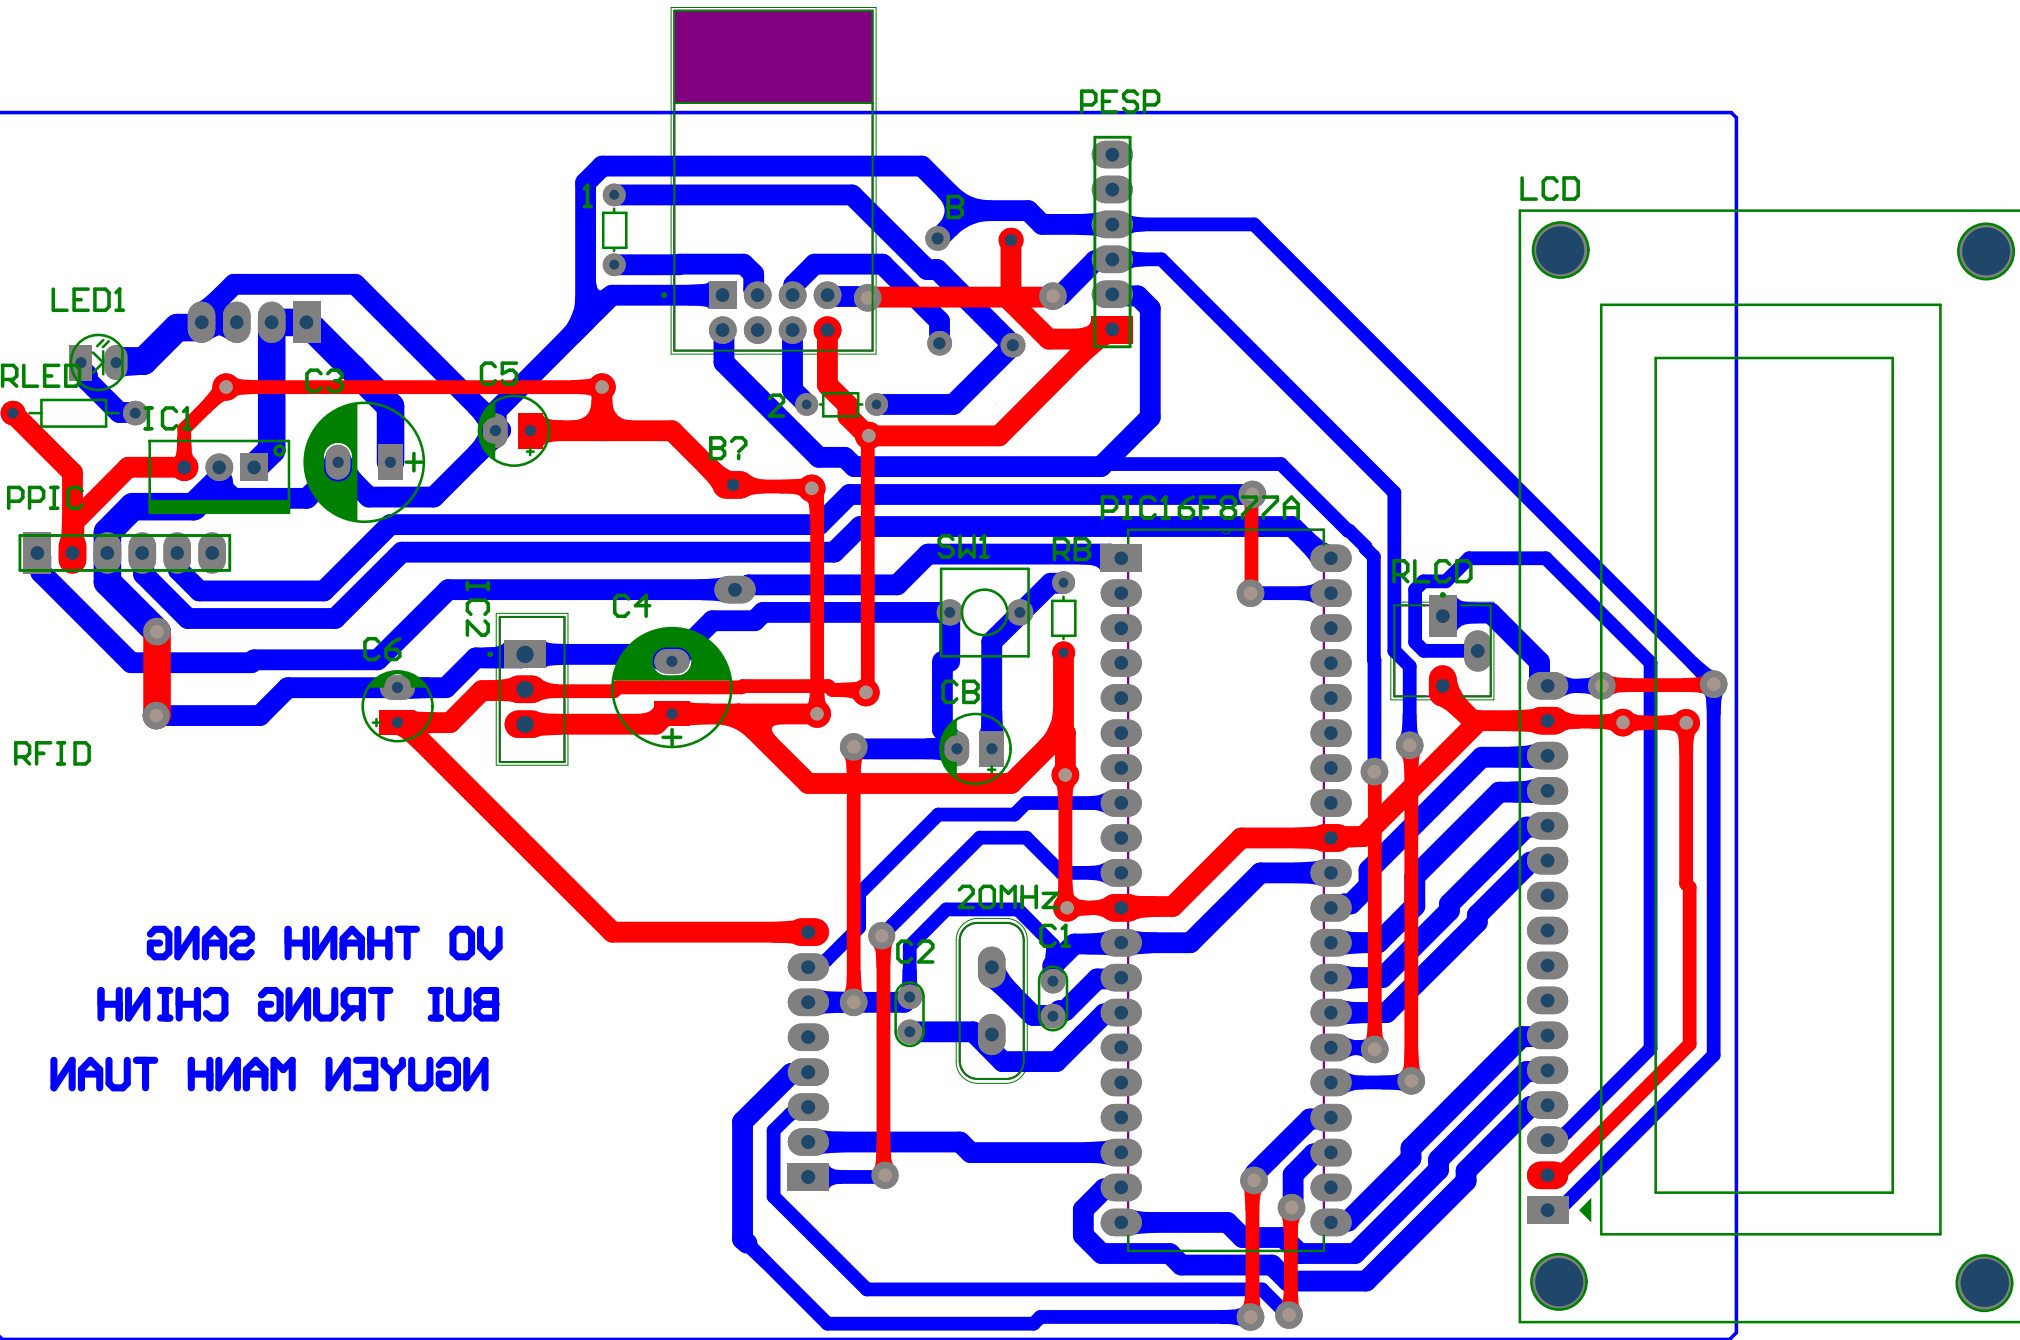 PESP
LCD
1
B
LED1
RLED
C3
C5
IC1
2
B?
PPIC
PIC16F877A
SW1
RB
RLCD
IC2
C4
C6
CB
RFID
20MHz
C1
C2
VO THANH SANG
BUI TRUNG CHINH
NGUYEN MANH TUAN